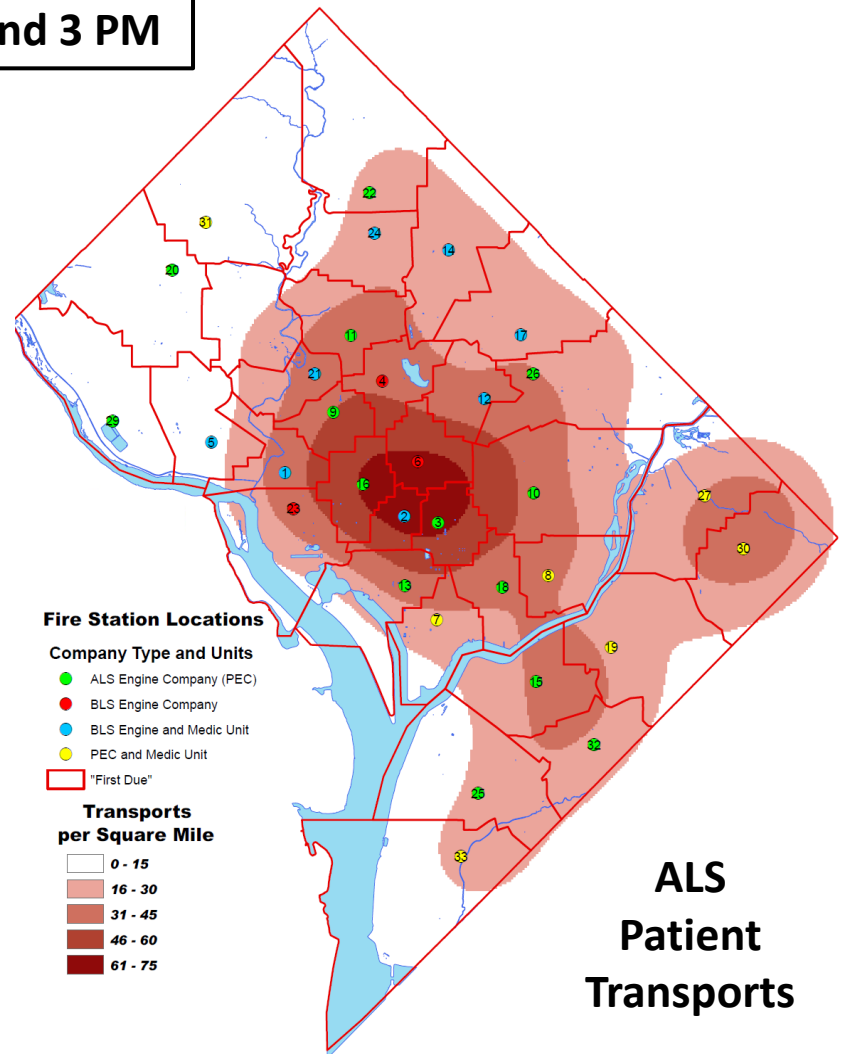 nd 3 PM
22
31
24
14
20
11
17
21
26
4
12
9
29
5
6
1
16
10
27
23
2
3
30
8
13
18
7
19
15
32
25
33
Fire Station Locations
Company Type and Units
ALS Engine Company (PEC)
BLS Engine Company
BLS Engine and Medic Unit
PEC and Medic Unit
"First Due"
Transports
per Square Mile
0 - 15
16 - 30
31 - 45
46 - 60
61 - 75
ALS
Patient
Transports